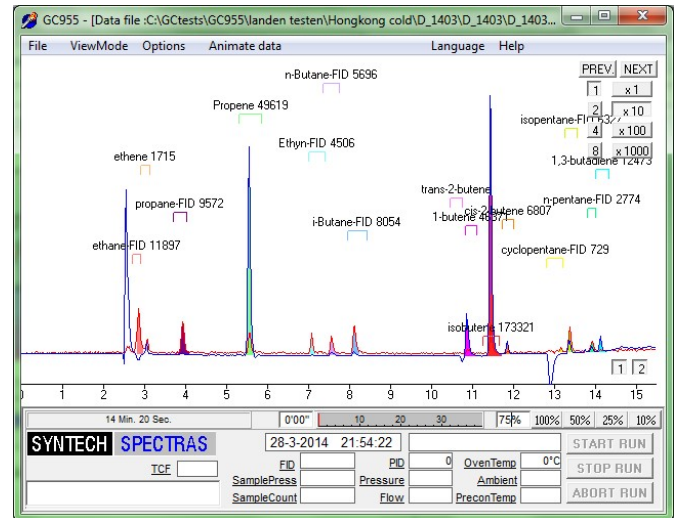 GC955 - [Data file :C:\GCtests\GC955\landen testen\Hongkong cold\D_1403\D_1403\D_1403...
File ViewMode Options Animate data Language Help
n-Butane-FID 5696
PREV. NEXT
1 x 1
Propene 49619
2 x 10
isopentane-FID 6327
4 x 100
Ethyn-FID 4506
8 x 1000
ethene 1715
1,3-butadiene 12473
trans-2-butene
n-pentane-FID 2774
propane-FID 9572
cis-2-butene 6807
1-butene 46371
i-Butane-FID 8054
ethane-FID 11897
cyclopentane-FID 729
isobutene 173321
1 2
1 2 3 4 5 6 7 8 9 10 11 12 13 14 15
14 Min. 20 Sec. 0'00" 10 20 30 75% 100% 50% 25% 10%
SYNTECH SPECTRAS 28-3-2014 21:54:22 START RUN
TCF FID PID 0 OvenTemp 0°C STOP RUN
SamplePress Pressure Ambient
SampleCount Flow PreconTemp ABORT RUN